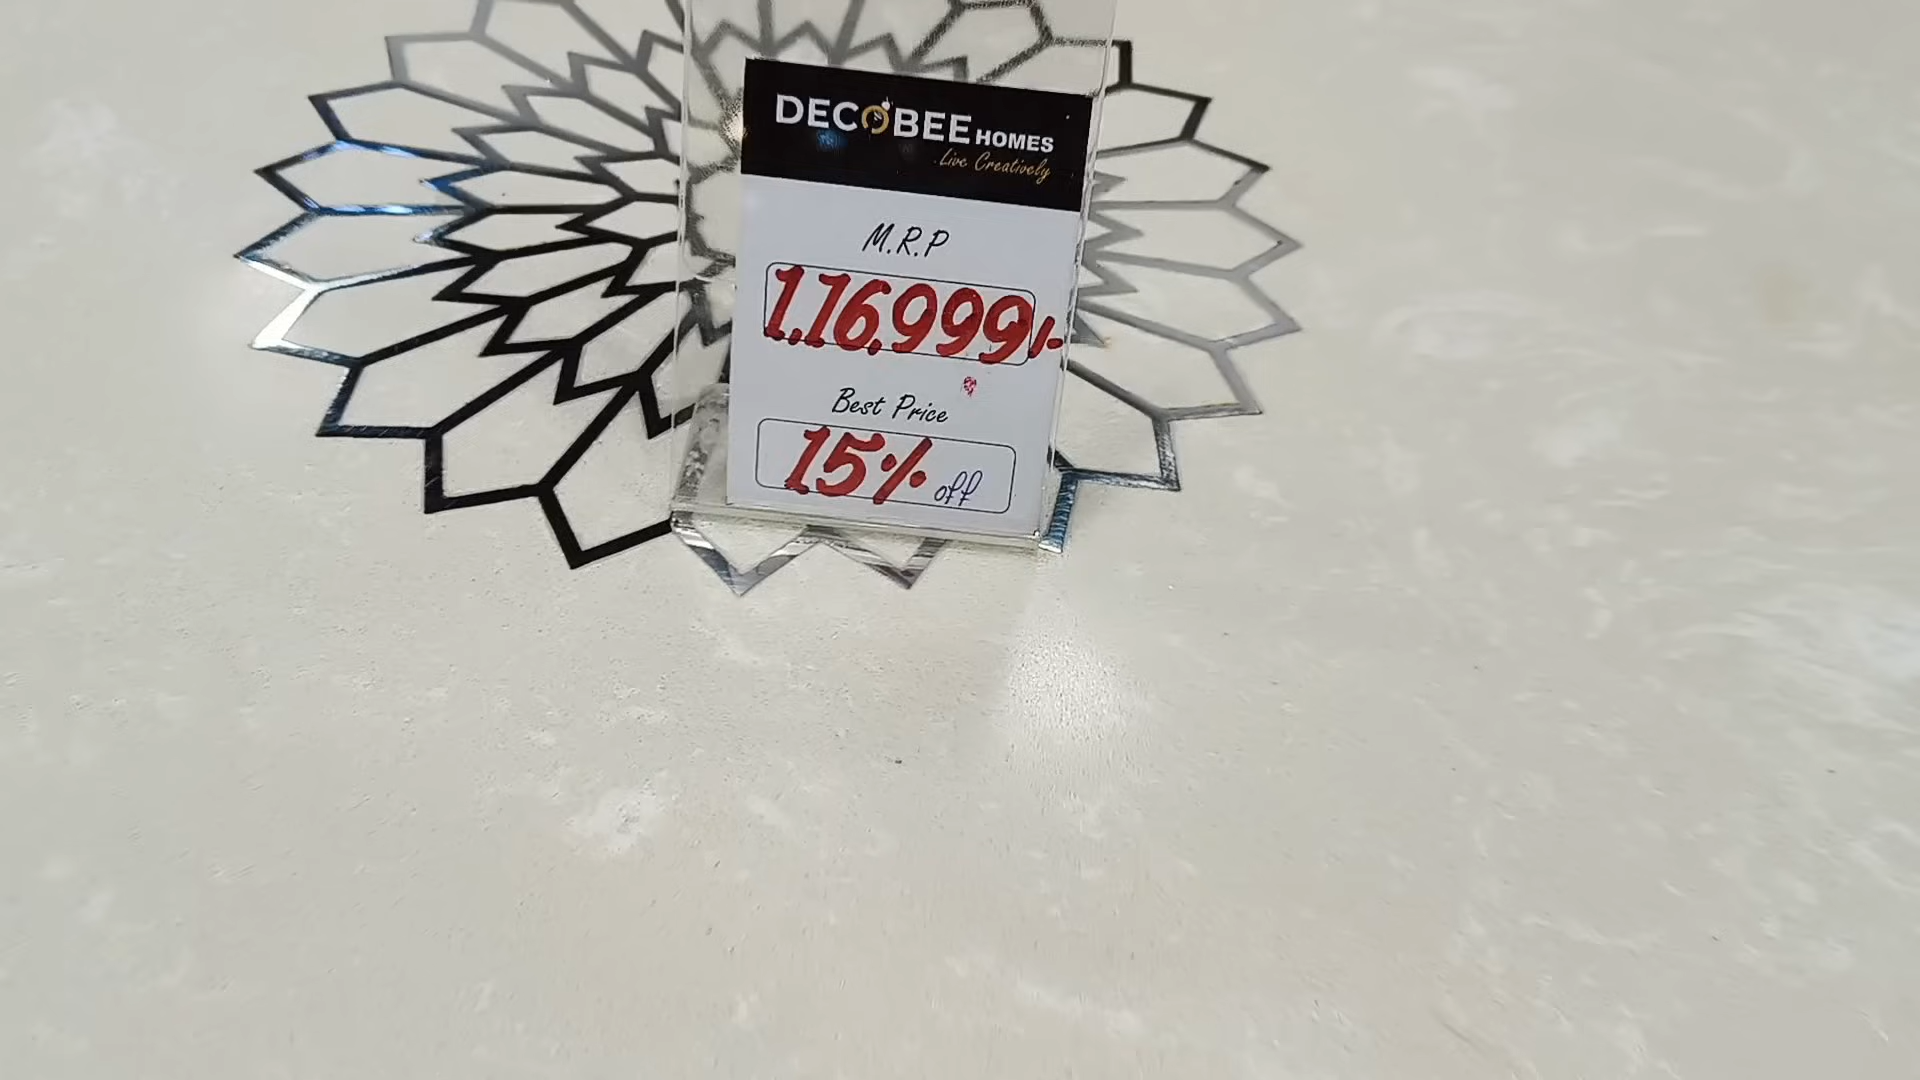 DECOBEE HOMES
Live Creatively
M.R.P
1,16,999/-
Best Price
15% off